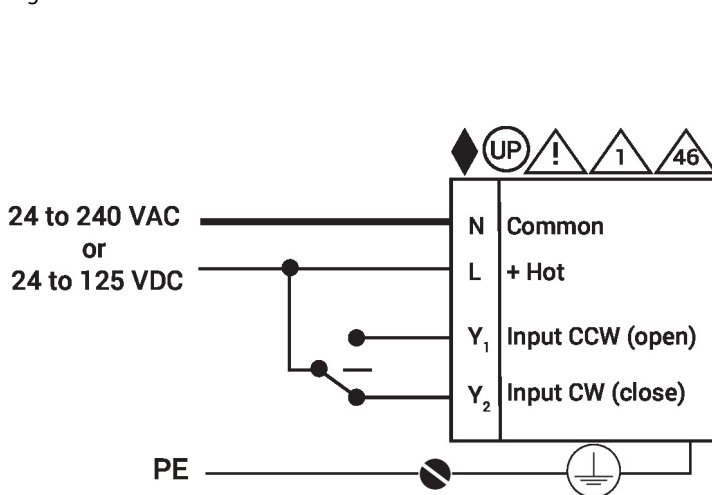 UP ! 1 46
24 to 240 VAC
or
24 to 125 VDC
N Common
L + Hot
Y1 Input CCW (open)
Y2 Input CW (close)
PE